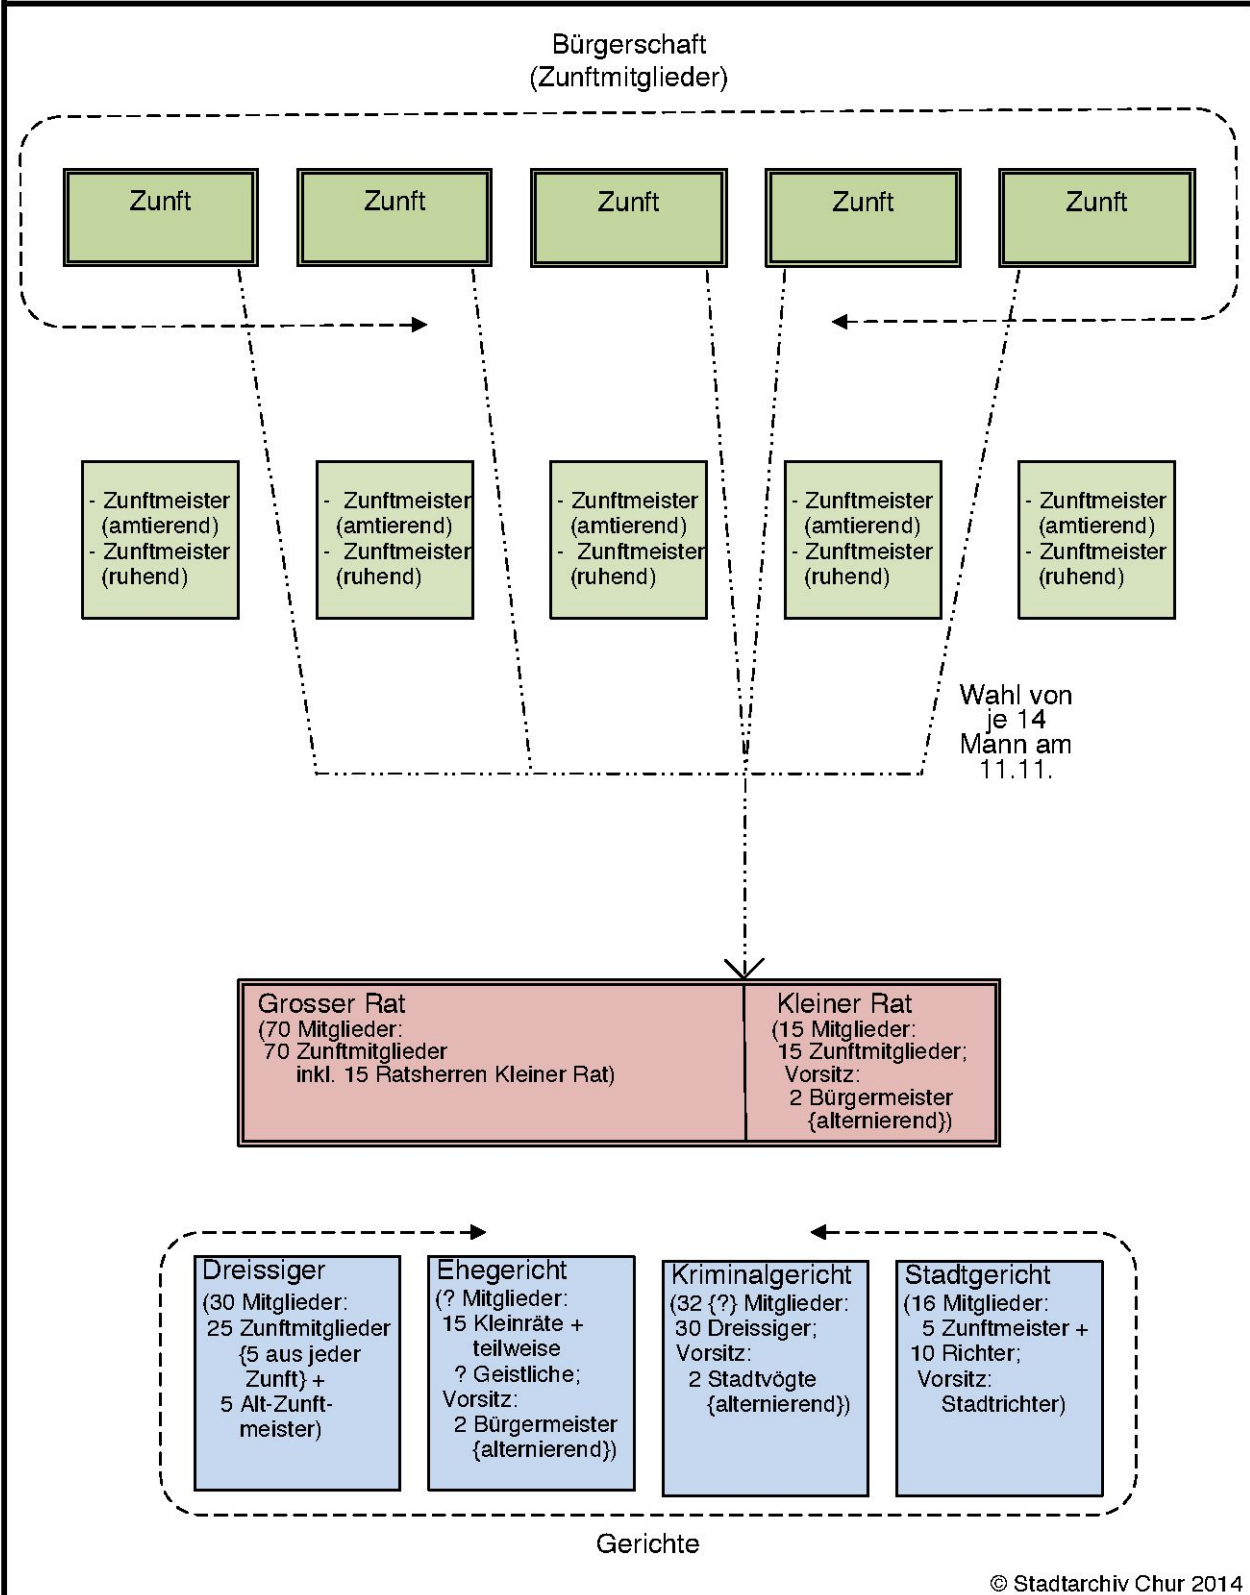 Bürgerschaft
(Zunftmitglieder)
Zunft
Zunft
Zunft
Zunft
Zunft
- Zunftmeister
(amtierend)
- Zunftmeister
(ruhend)
- Zunftmeister
(amtierend)
- Zunftmeister
(ruhend)
- Zunftmeister
(amtierend)
- Zunftmeister
(ruhend)
- Zunftmeister
(amtierend)
- Zunftmeister
(ruhend)
- Zunftmeister
(amtierend)
- Zunftmeister
(ruhend)
Wahl von
je 14
Mann am
11.11.
Grosser Rat
(70 Mitglieder:
70 Zunftmitglieder
inkl. 15 Ratsherren Kleiner Rat)
Kleiner Rat
(15 Mitglieder:
15 Zunftmitglieder;
Vorsitz:
2 Bürgermeister
{alternierend})
Dreissiger
(30 Mitglieder:
25 Zunftmitglieder
{5 aus jeder
Zunft} +
5 Alt-Zunft-
meister)
Ehegericht
(? Mitglieder:
15 Kleinräte +
teilweise
? Geistliche;
Vorsitz:
2 Bürgermeister
{alternierend})
Kriminalgericht
(32 {?} Mitglieder:
30 Dreissiger;
Vorsitz:
2 Stadtvögte
{alternierend})
Stadtgericht
(16 Mitglieder:
5 Zunftmeister +
10 Richter;
Vorsitz:
Stadtrichter)
Gerichte
© Stadtarchiv Chur 2014